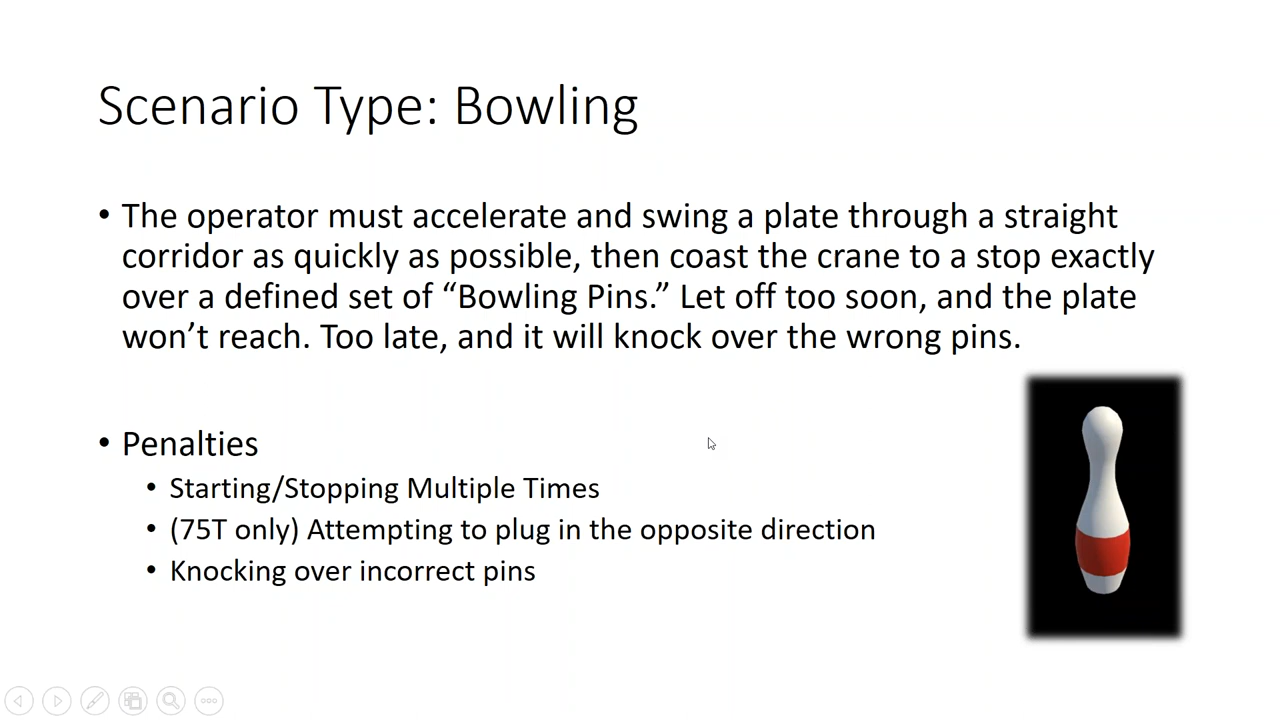 Scenario Type: Bowling
• The operator must accelerate and swing a plate through a straight
corridor as quickly as possible, then coast the crane to a stop exactly
over a defined set of “Bowling Pins.” Let off too soon, and the plate
won’t reach. Too late, and it will knock over the wrong pins.
• Penalties
• Starting/Stopping Multiple Times
• (75T only) Attempting to plug in the opposite direction
• Knocking over incorrect pins